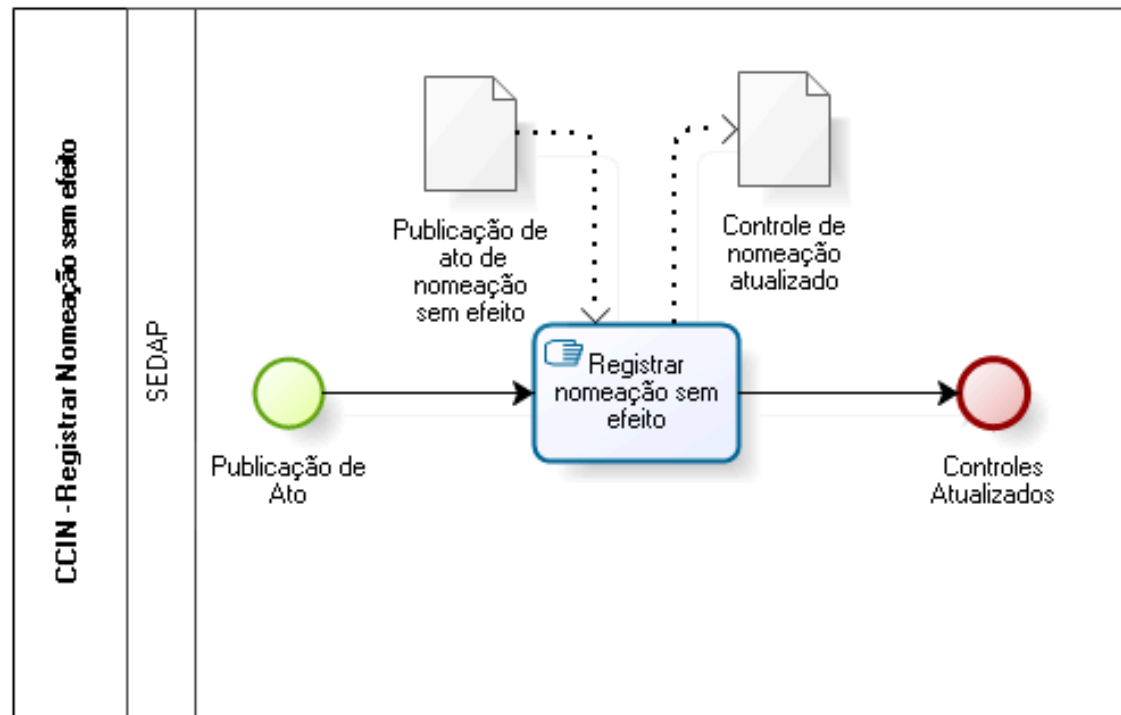 CCIN - Registrar Nomeação sem efeito
SEDAP
Publicação de
ato de
nomeação
sem efeito
Controle de
nomeação
atualizado
Publicação de
Ato
Registrar
nomeação sem
efeito
Controles
Atualizados